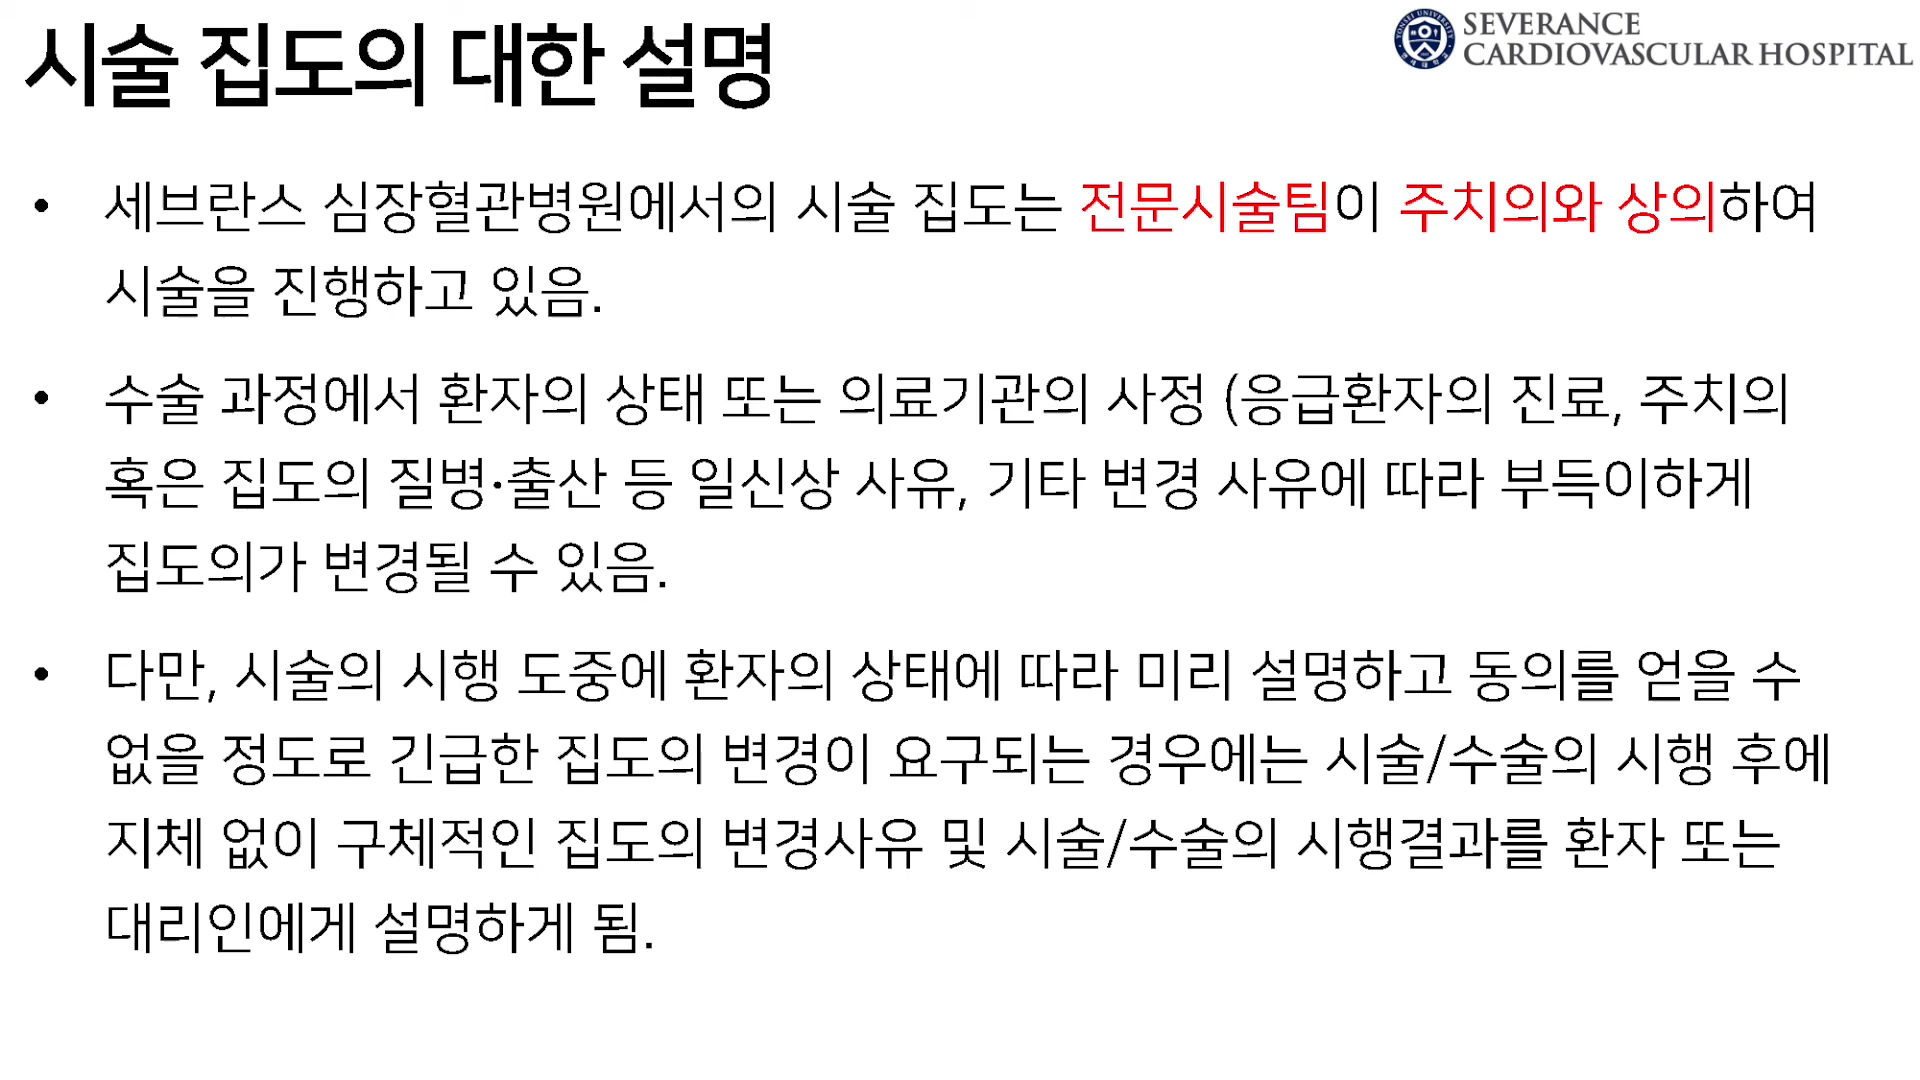 시술 집도의 대한 설명
SEVERANCE
CARDIOVASCULAR HOSPITAL
• 세브란스 심장혈관병원에서의 시술 집도는 전문시술팀이 주치의와 상의하여
시술을 진행하고 있음.
• 수술 과정에서 환자의 상태 또는 의료기관의 사정 (응급환자의 진료, 주치의
혹은 집도의 질병·출산 등 일신상 사유, 기타 변경 사유에 따라 부득이하게
집도의가 변경될 수 있음.
• 다만, 시술의 시행 도중에 환자의 상태에 따라 미리 설명하고 동의를 얻을 수
없을 정도로 긴급한 집도의 변경이 요구되는 경우에는 시술/수술의 시행 후에
지체 없이 구체적인 집도의 변경사유 및 시술/수술의 시행결과를 환자 또는
대리인에게 설명하게 됨.